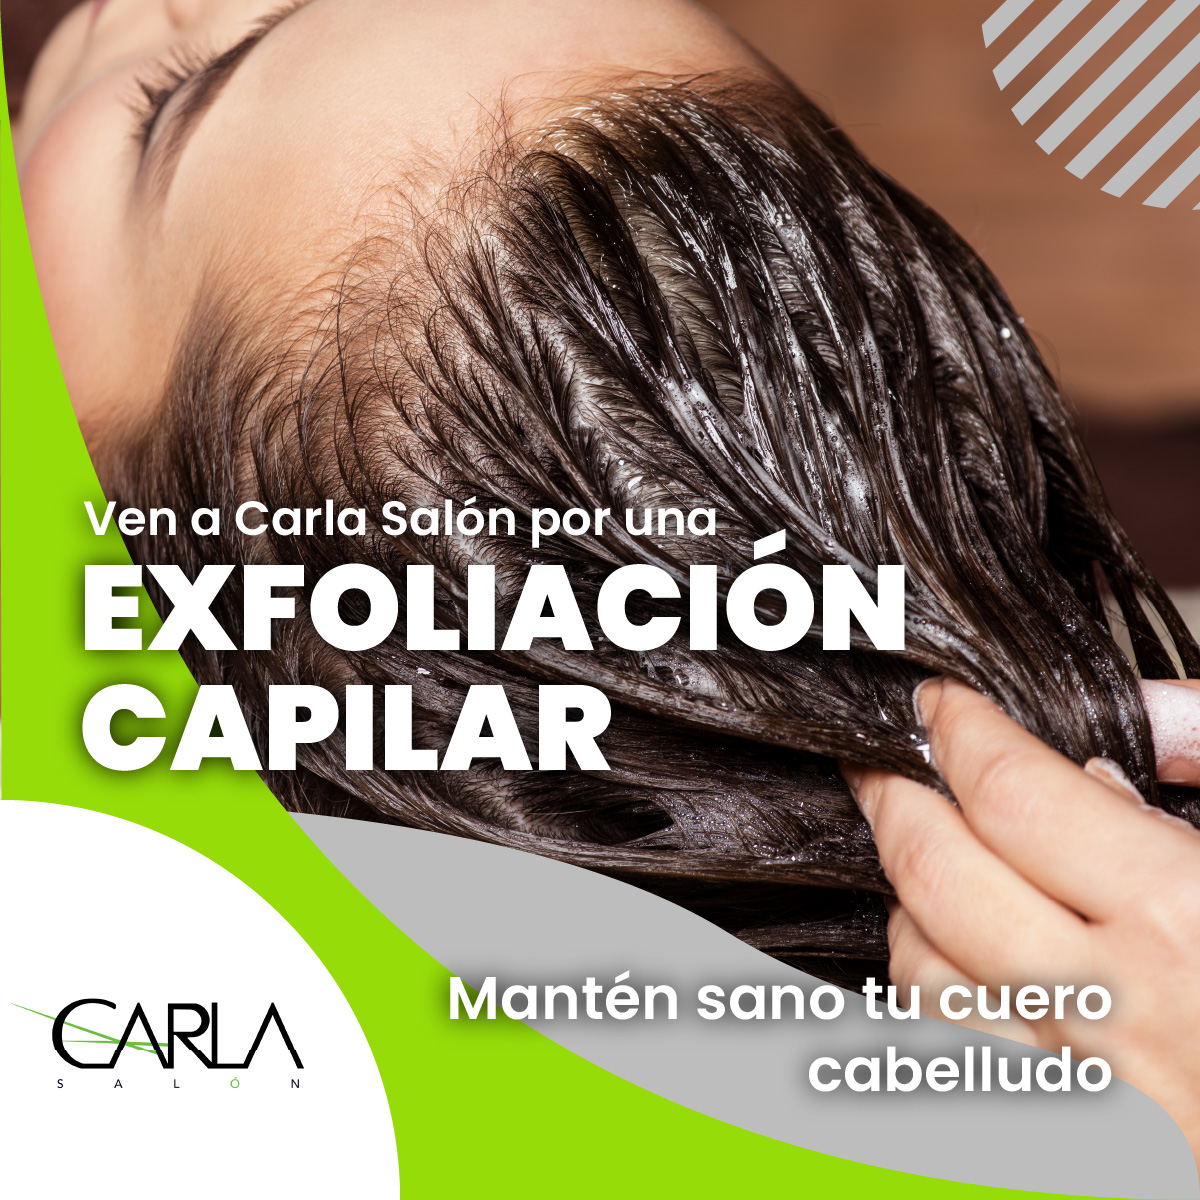 Ven a Carla Salón por una
EXFOLIACIÓN
CAPILAR
Mantén sano tu cuero
cabelludo
CARLA
SALÓN